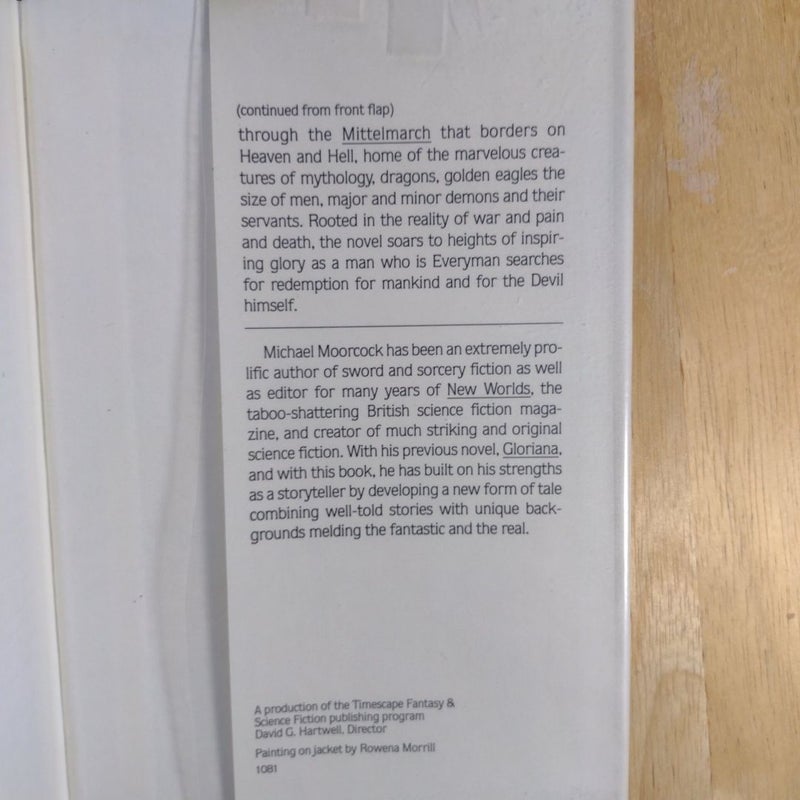 (continued from front flap)
through the Mittelmarch that borders on
Heaven and Hell, home of the marvelous crea-
tures of mythology, dragons, golden eagles the
size of men, major and minor demons and their
servants. Rooted in the reality of war and pain
and death, the novel soars to heights of inspir-
ing glory as a man who is Everyman searches
for redemption for mankind and for the Devil
himself.
Michael Moorcock has been an extremely pro-
lific author of sword and sorcery fiction as well
as editor for many years of New Worlds, the
taboo-shattering British science fiction maga-
zine, and creator of much striking and original
science fiction. With his previous novel, Gloriana,
and with this book, he has built on his strengths
as a storyteller by developing a new form of tale
combining well-told stories with unique back-
grounds melding the fantastic and the real.
A production of the Timescape Fantasy &
Science Fiction publishing program
David G. Hartwell, Director
Painting on jacket by Rowena Morrill
1081